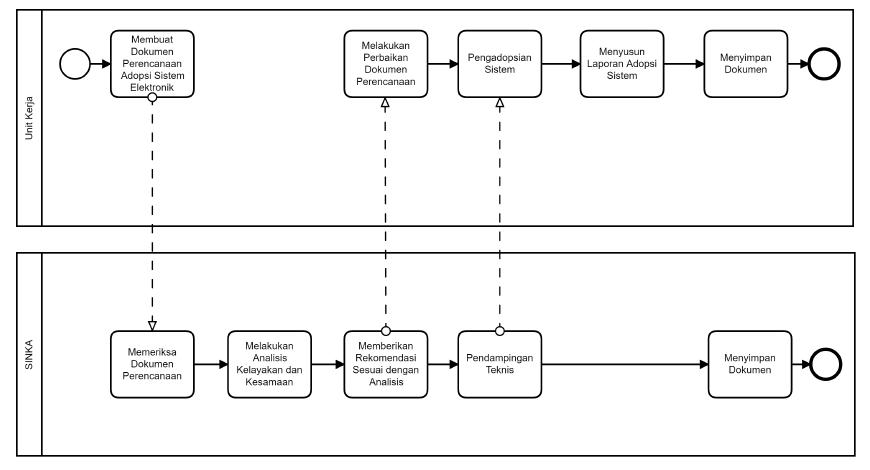 Unit Kerja
Membuat
Dokumen
Perencanaan
Adopsi Sistem
Elektronik
Melakukan
Perbaikan
Dokumen
Perencanaan
Pengadopsian
Sistem
Menyusun
Laporan Adopsi
Sistem
Menyimpan
Dokumen
SINKA
Memeriksa
Dokumen
Perencanaan
Melakukan
Analisis
Kelayakan dan
Kesamaan
Memberikan
Rekomendasi
Sesuai dengan
Analisis
Pendampingan
Teknis
Menyimpan
Dokumen